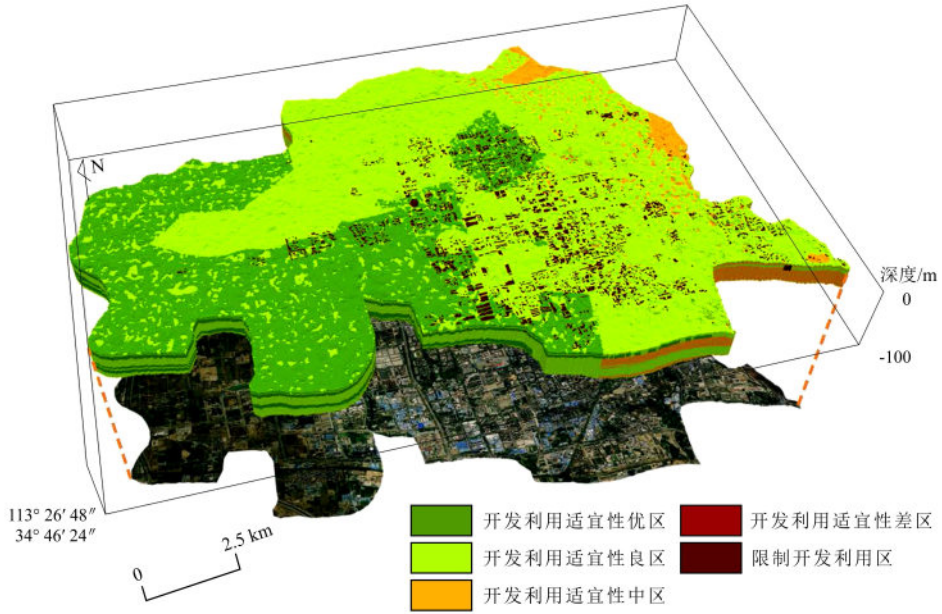 N
深度/m
0
-100
113° 26′ 48″
34° 46′ 24″
0
2.5 km
开发利用适宜性优区
开发利用适宜性差区
开发利用适宜性良区
限制开发利用区
开发利用适宜性中区